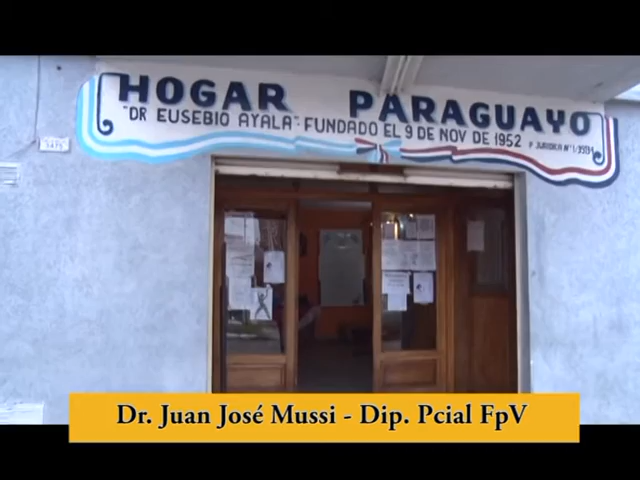 HOGAR PARAGUAYO
"DR EUSEBIO AYALA" FUNDADO EL 9 DE NOV DE 1952
Dr. Juan José Mussi - Dip. Pcial FpV